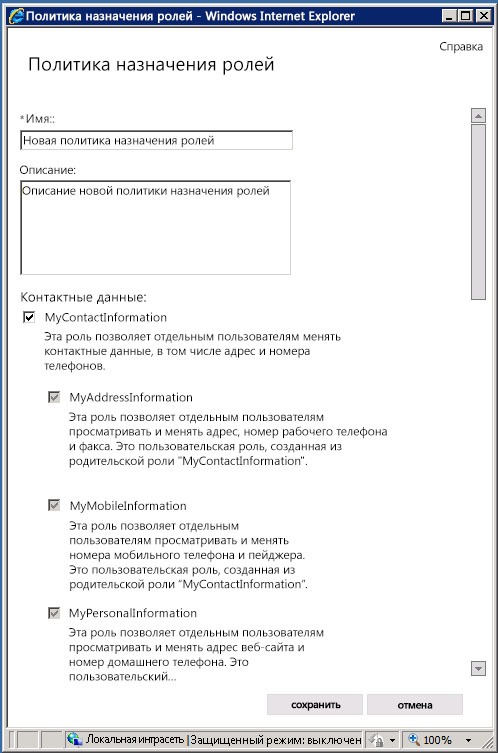 Политика назначения ролей - Windows Internet Explorer
Справка
Политика назначения ролей
*Имя::
Новая политика назначения ролей
Описание:
Описание новой политики назначения ролей
Контактные данные:
MyContactInformation
Эта роль позволяет отдельным пользователям менять
контактные данные, в том числе адрес и номера
телефонов.
MyAddressInformation
Эта роль позволяет отдельным пользователям
просматривать и менять адрес, номер рабочего телефона
и факса. Это пользовательская роль, созданная из
родительской роли "MyContactInformation".
MyMobileInformation
Эта роль позволяет отдельным
пользователям просматривать и менять
номера мобильного телефона и пейджера.
Это пользовательская роль, созданная из
родительской роли “MyContactInformation”.
MyPersonalInformation
Эта роль позволяет отдельным пользователям
просматривать и менять адрес веб-сайта и
номер домашнего телефона. Это
пользовательский...
сохранить
отмена
Локальная интрасеть |Защищенный режим: выключен
100%